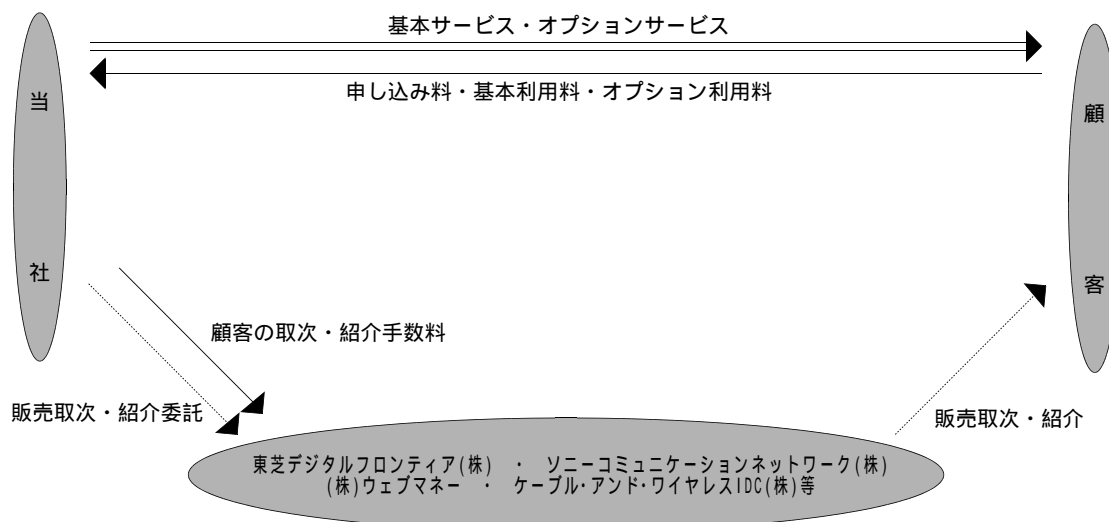 基本サービス・オプションサービス
申し込み料・基本利用料・オプション利用料
当社
顧客
顧客の取次・紹介手数料
販売取次・紹介委託
販売取次・紹介
東芝デジタルフロンティア(株) ・ ソニーコミュニケーションネットワーク(株)
(株)ウェブマネー ・ ケーブル・アンド・ワイヤレスIDC(株)等